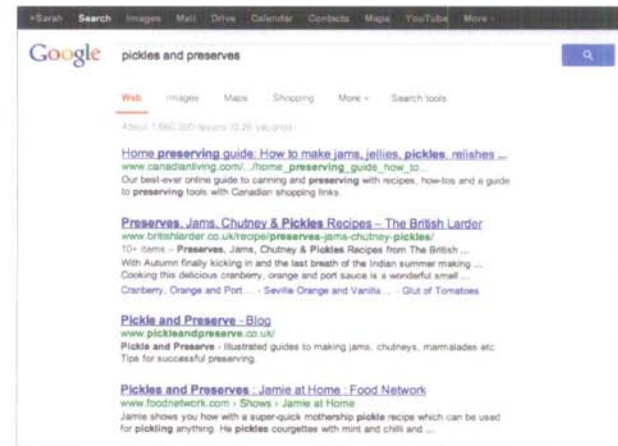 +Sarah Search Images Mail Drive Calendar Contacts Maps YouTube More
Google pickles and preserves
Web Images Maps Shopping More Search tools
About results seconds)
Home preserving guide: How to make jams, jellies, pickles, relishes ...
www.canadianliving.com/.../home_preserving_guide_how_to...
Our best-ever online guide to canning and preserving with recipes, how-tos and a guide
to preserving tools with Canadian shopping links.
Preserves, Jams, Chutney & Pickles Recipes – The British Larder
www.britishlarder.co.uk/recipe/preserves-jams-chutney-pickles/
10+ items – Preserves, Jams, Chutney & Pickles Recipes from The British ...
With Autumn finally kicking in and the last breath of the Indian summer making ...
Cooking this delicious cranberry, orange and port sauce is a wonderful small ...
Cranberry, Orange and Port ... - Seville Orange and Vanilla ... - Glut of Tomatoes
Pickle and Preserve - Blog
www.pickleandpreserve.co.uk/
Pickle and Preserve - Illustrated guides to making jams, chutneys, marmalades etc.
Tips for successful preserving.
Pickles and Preserves : Jamie at Home : Food Network
www.foodnetwork.com › Shows › Jamie at Home
Jamie shows you how with a super-quick mothership pickle recipe which can be used
for pickling anything. He pickles courgettes with mint and chilli and ...